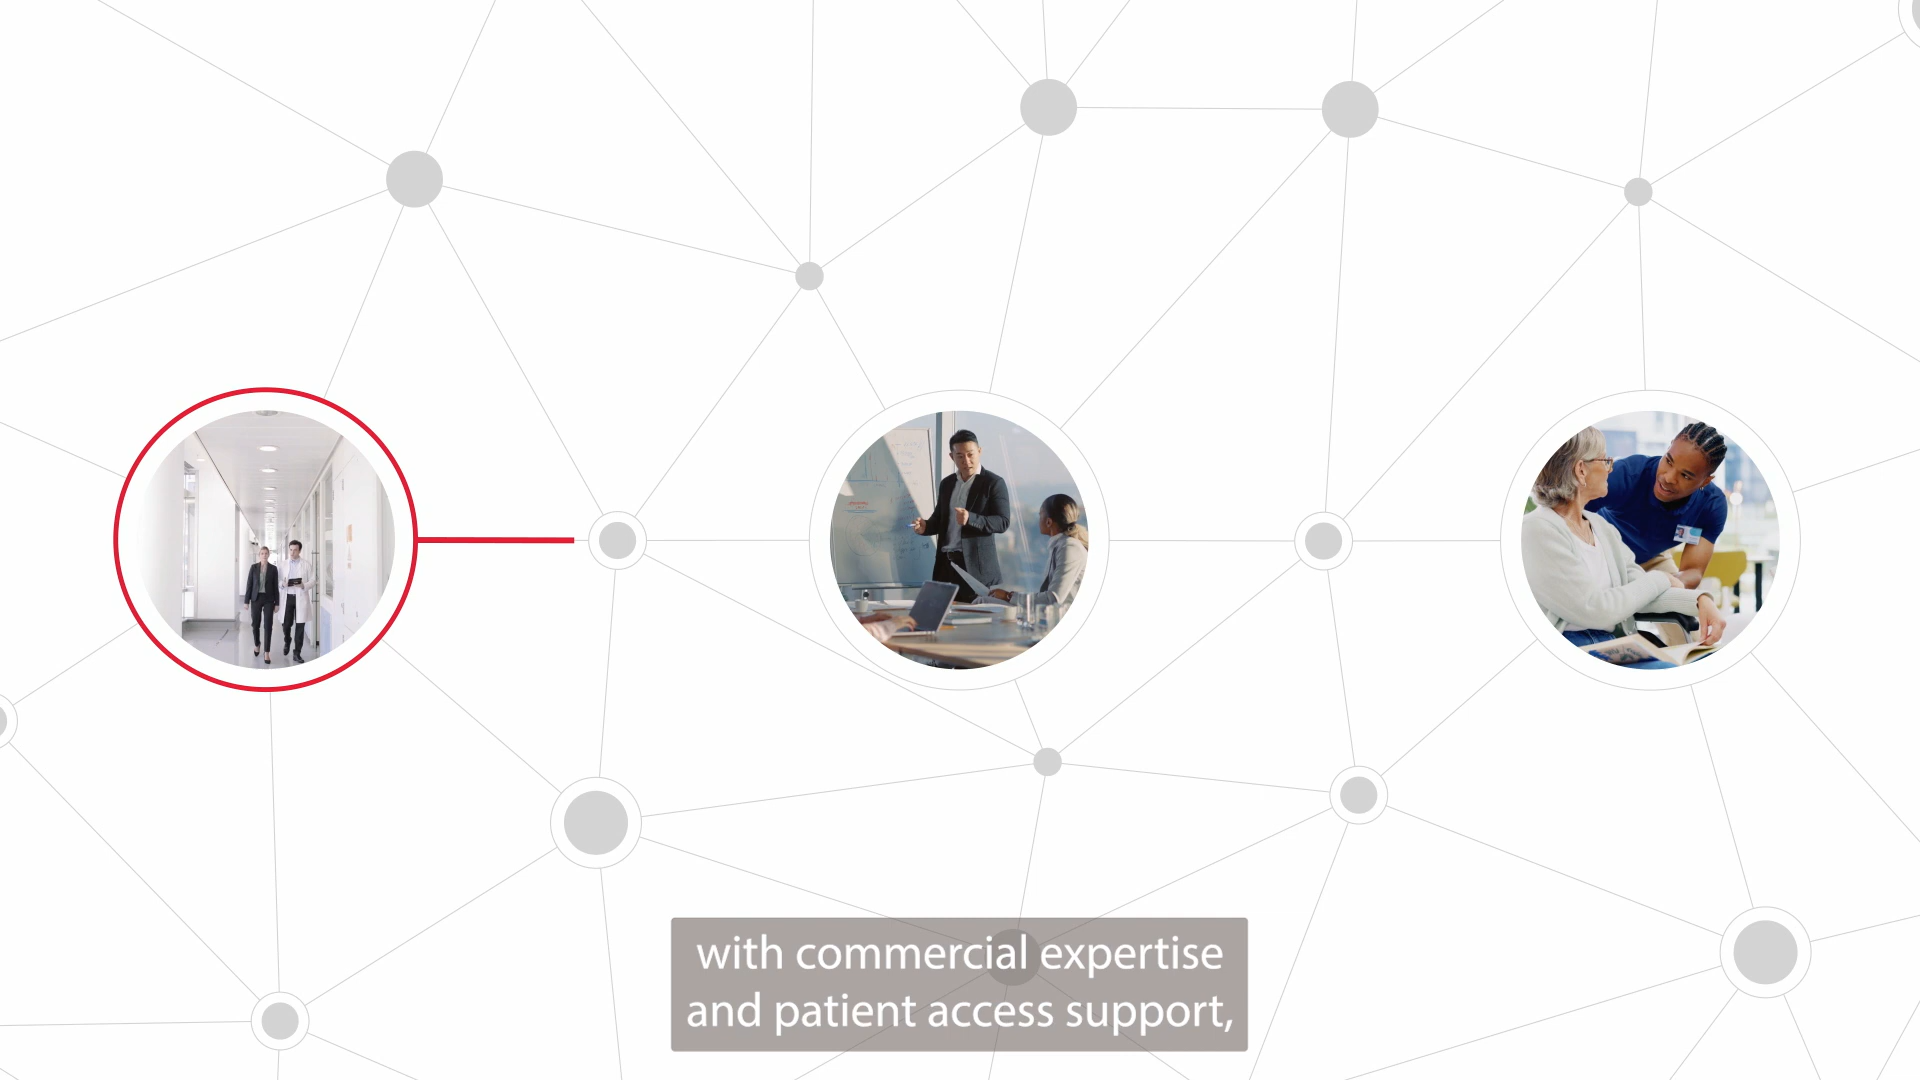 with commercial expertise
and patient access support,